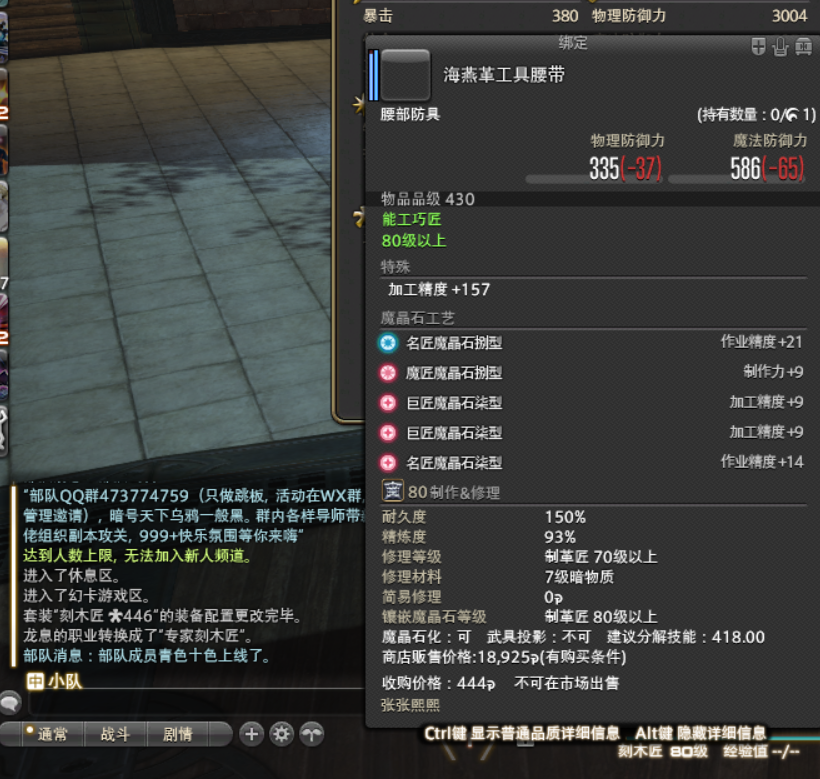 暴击 380 物理防御力 3004
绑定
海燕革工具腰带
腰部防具 (持有数量：0/ 1)
物理防御力 魔法防御力
335(-37) 586(-65)
物品品级 430
能工巧匠
80级以上
特殊
加工精度 +157
魔晶石工艺
名匠魔晶石捌型 作业精度+21
魔匠魔晶石捌型 制作力+9
巨匠魔晶石柒型 加工精度+9
巨匠魔晶石柒型 加工精度+9
名匠魔晶石柒型 作业精度+14
80 制作&修理
耐久度 150%
精炼度 93%
修理等级 制革匠 70级以上
修理材料 7级暗物质
简易修理 0
镶嵌魔晶石等级 制革匠 80级以上
魔晶石化：可 武具投影：不可 建议分解技能：418.00
商店贩售价格:18,925(有购买条件)
收购价格：444 不可在市场出售
张张熙熙
Ctrl键 显示普通品质详细信息 Alt键 隐藏详细信息
刻木匠 80级 经验值 --/--
"部队QQ群473774759（只做跳板，活动在WX群，
管理邀请），暗号天下乌鸦一般黑。群内各样导师带
佬组织副本攻关，999+快乐氛围等你来嗨"
达到人数上限，无法加入新人频道。
进入了休息区。
进入了幻卡游戏区。
套装"刻木匠 446"的装备配置更改完毕。
龙息的职业转换成了"专家刻木匠"。
部队消息：部队成员青色十色上线了。
中 小队
通常 战斗 剧情
2
7
2